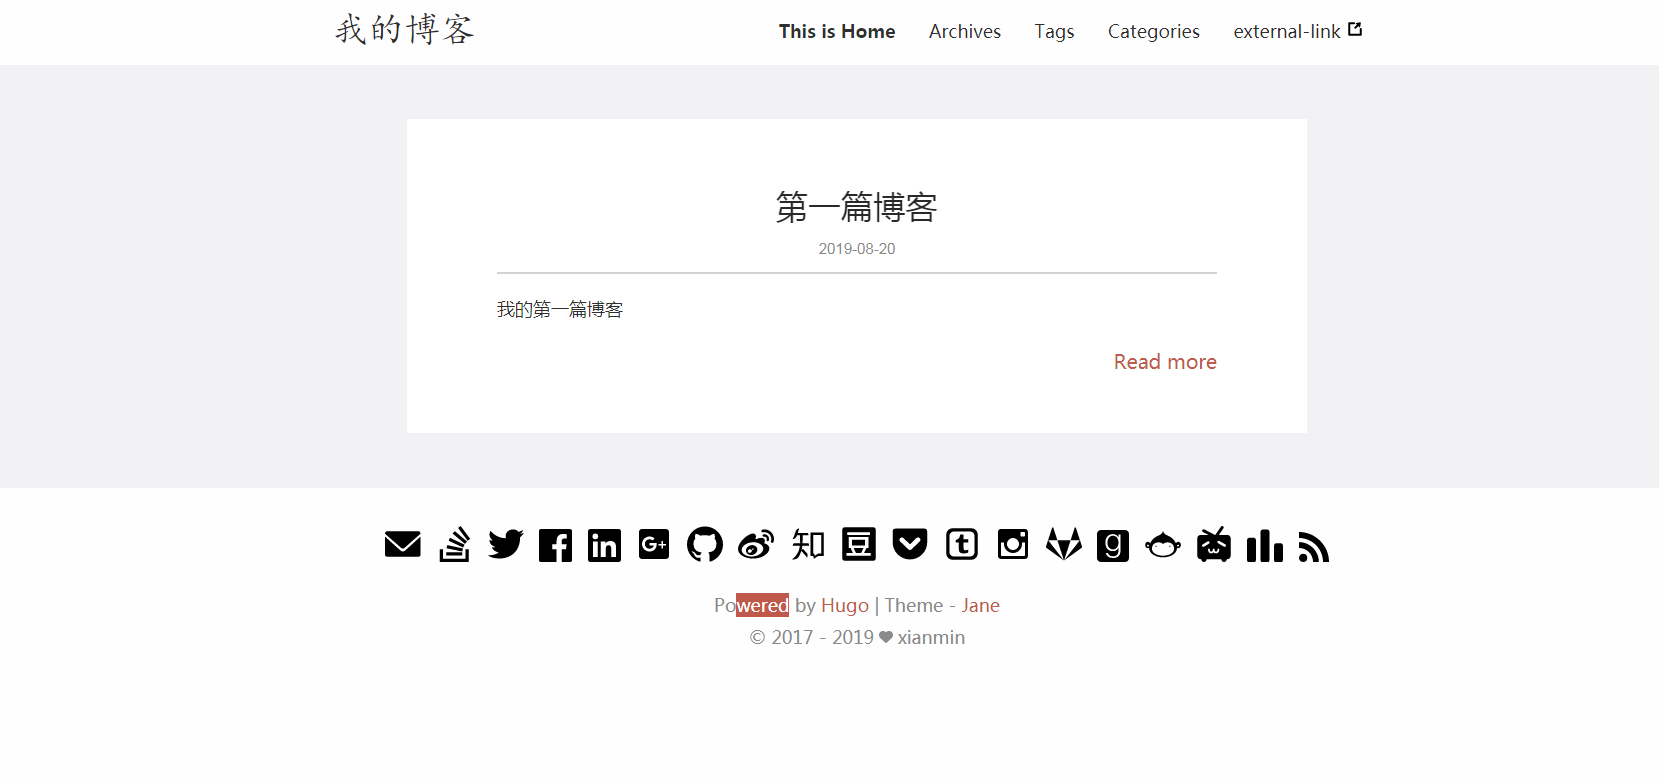 我的博客
This is Home Archives Tags Categories external-link
第一篇博客
2019-08-20
我的第一篇博客
Read more
知 豆
Powered by Hugo | Theme - Jane
© 2017 - 2019 xianmin